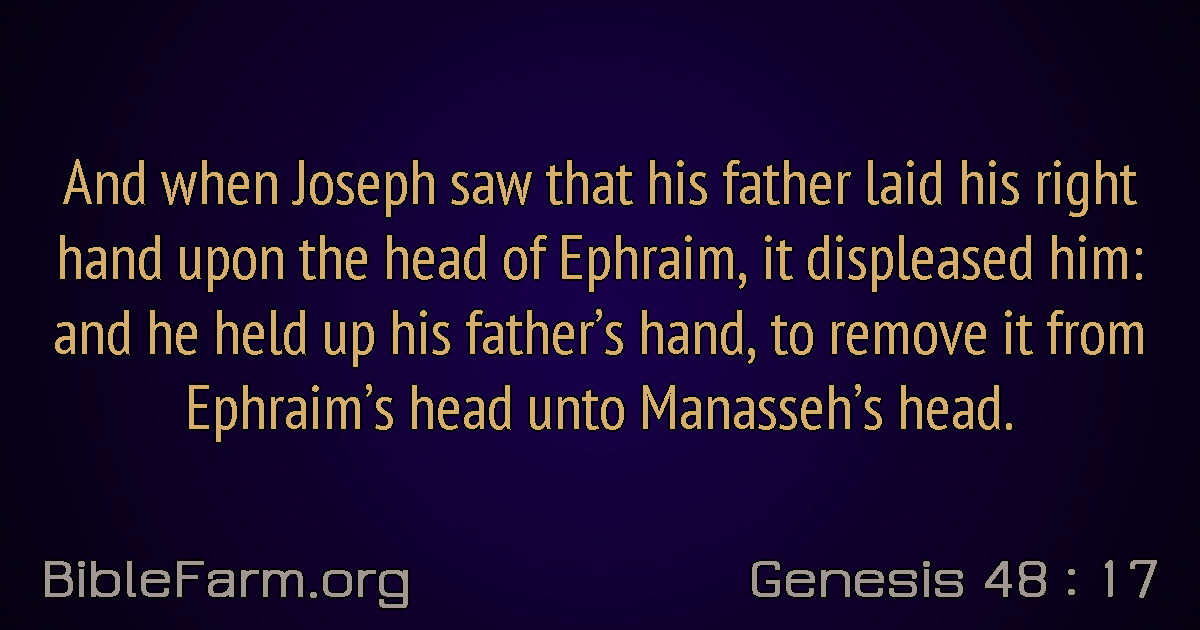 And when Joseph saw that his father laid his right
hand upon the head of Ephraim, it displeased him:
and he held up his father’s hand, to remove it from
Ephraim’s head unto Manasseh’s head.
BibleFarm.org
Genesis 48 : 17